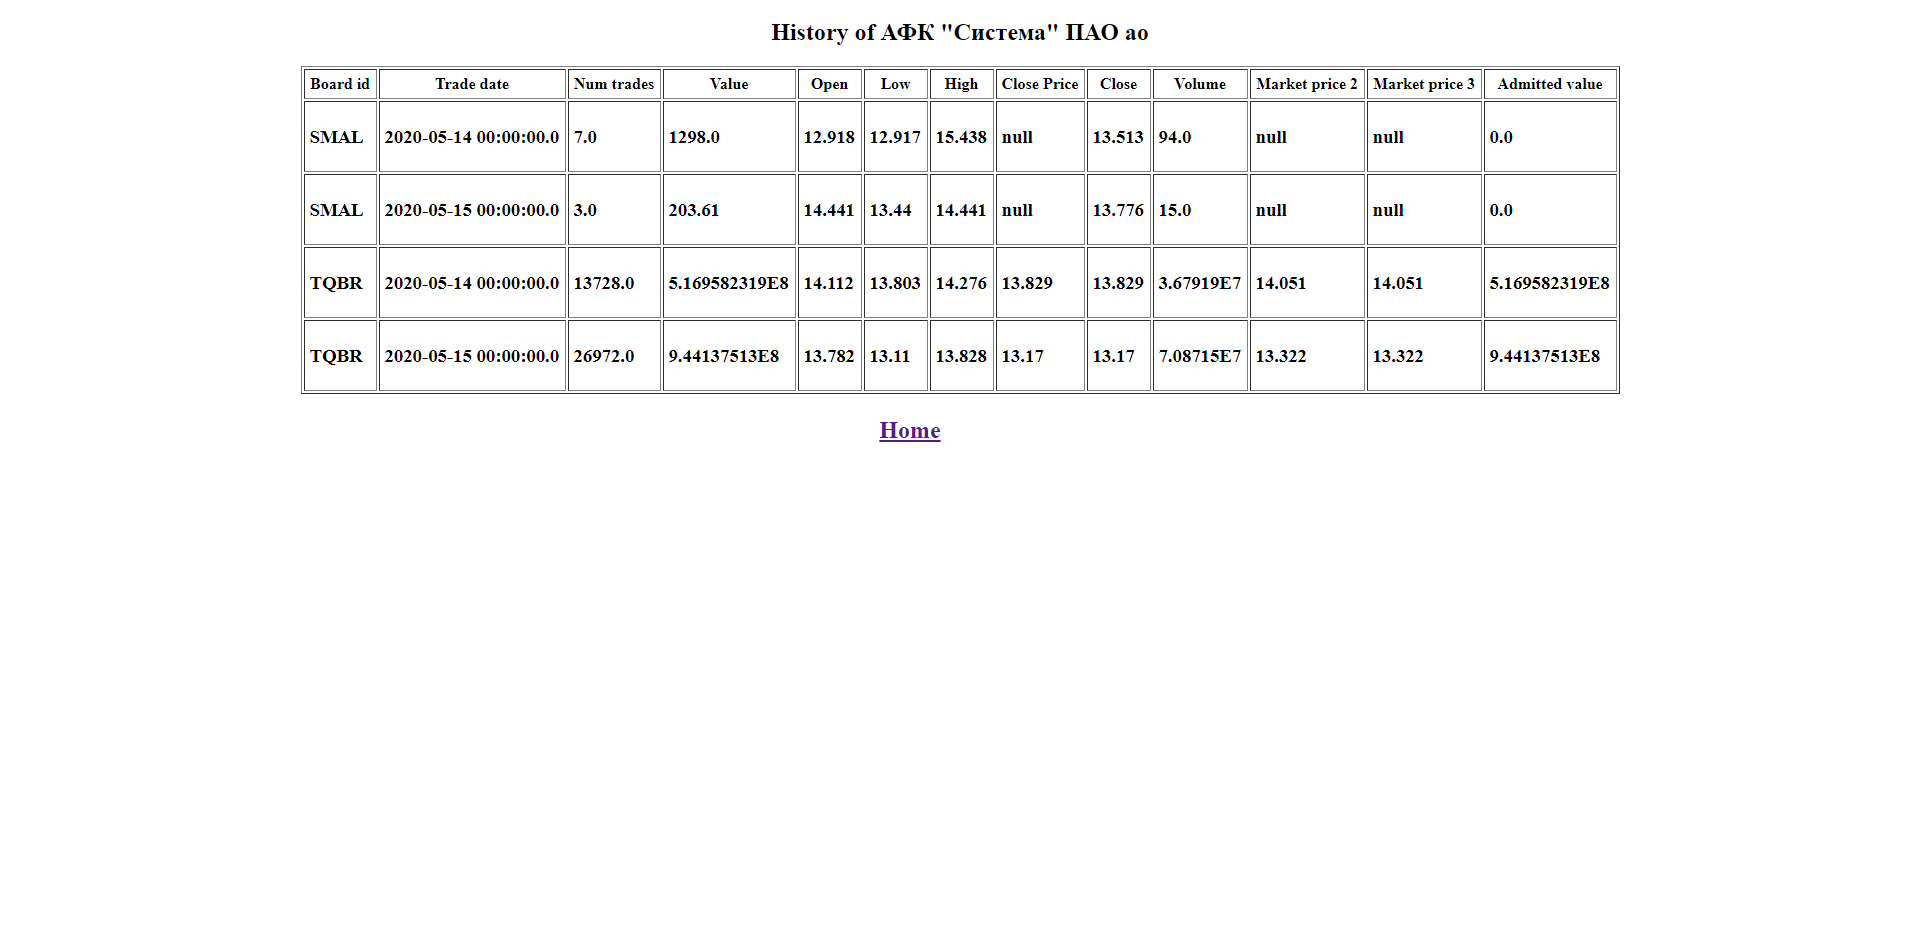 History of АФК "Система" ПАО ао
Board id Trade date Num trades Value Open Low High Close Price Close Volume Market price 2 Market price 3 Admitted value
SMAL 2020-05-14 00:00:00.0 7.0 1298.0 12.918 12.917 15.438 null 13.513 94.0 null null 0.0
SMAL 2020-05-15 00:00:00.0 3.0 203.61 14.441 13.44 14.441 null 13.776 15.0 null null 0.0
TQBR 2020-05-14 00:00:00.0 13728.0 5.169582319E8 14.112 13.803 14.276 13.829 13.829 3.67919E7 14.051 14.051 5.169582319E8
TQBR 2020-05-15 00:00:00.0 26972.0 9.44137513E8 13.782 13.11 13.828 13.17 13.17 7.08715E7 13.322 13.322 9.44137513E8
Home